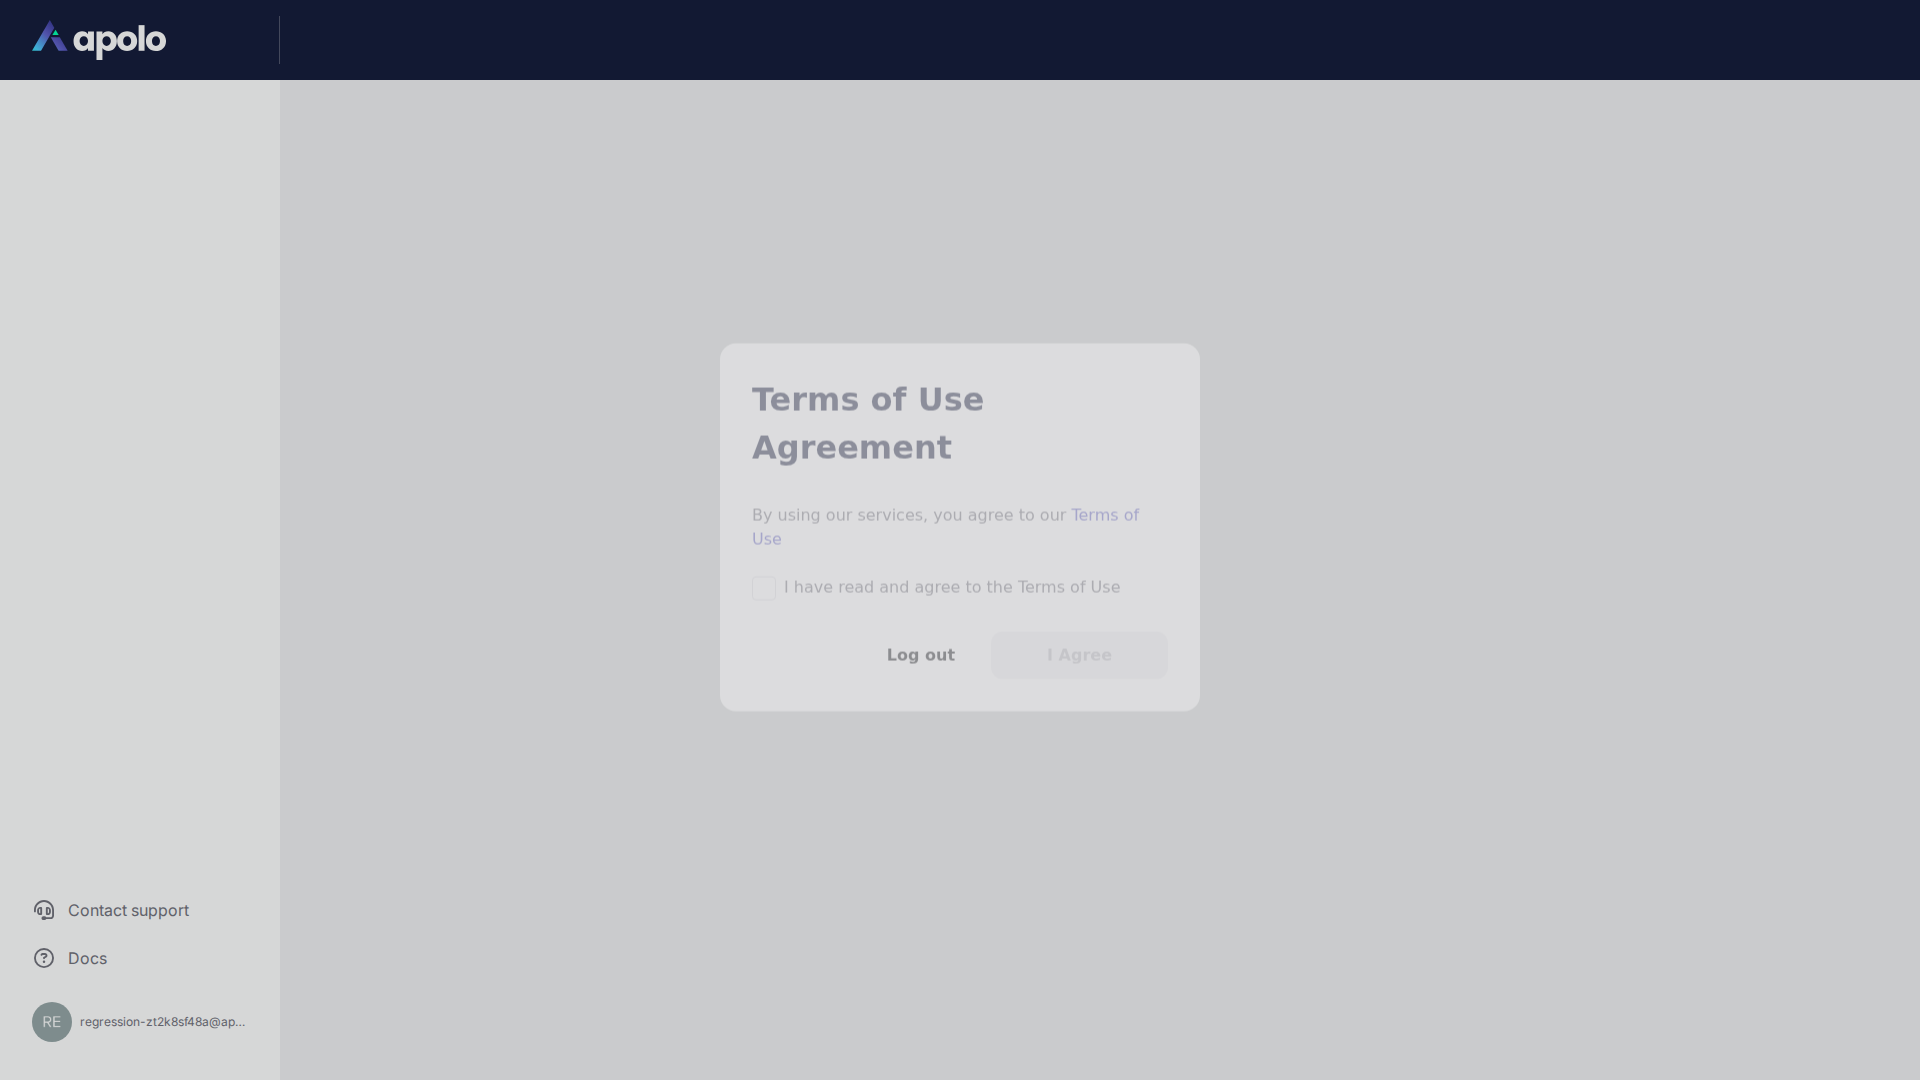 apolo
Terms of Use
Agreement
By using our services, you agree to our Terms of
Use
I have read and agree to the Terms of Use
Log out
I Agree
Contact support
Docs
RE
regression-zt2k8sf48a@ap...